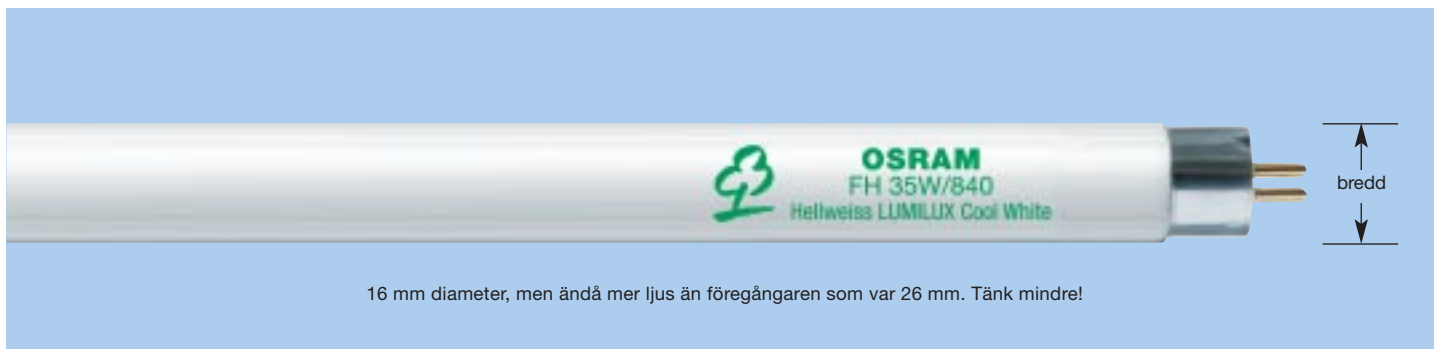 OSRAM
FH 35W/840
Hellweiss LUMILUX Cool White
bredd
16 mm diameter, men ändå mer ljus än föregångaren som var 26 mm. Tänk mindre!